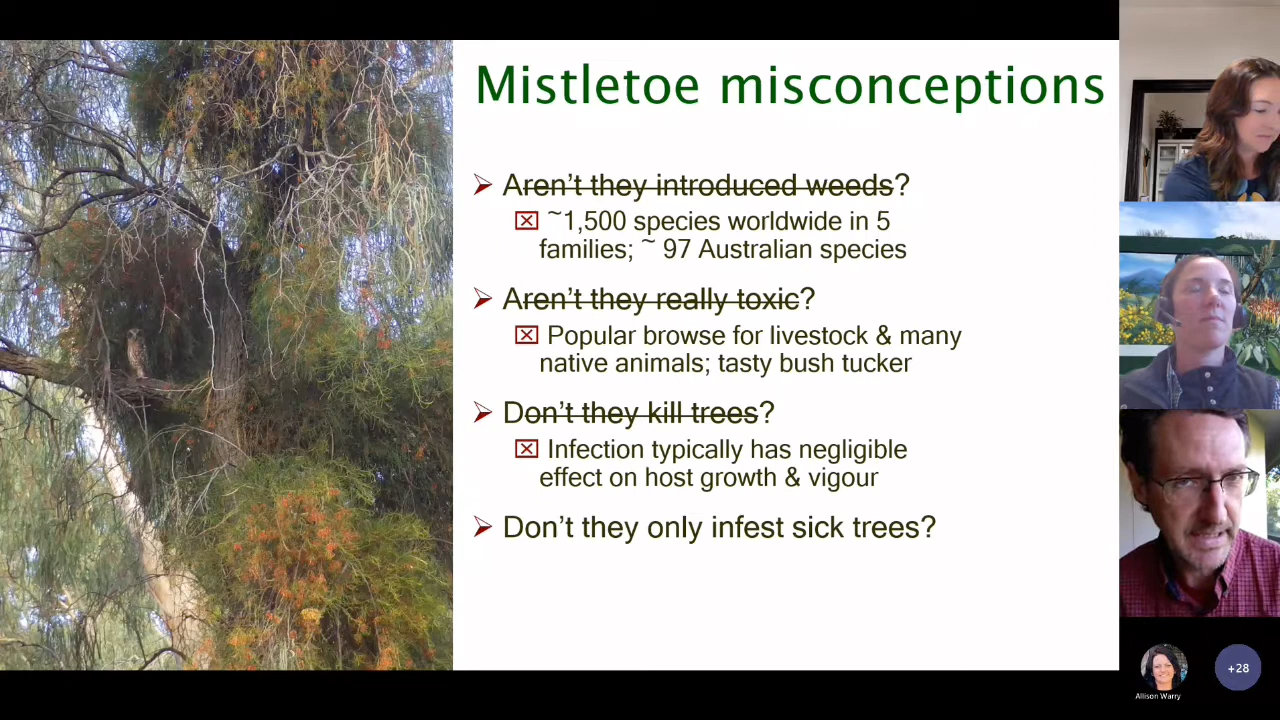 Mistletoe misconceptions
Aren't they introduced weeds?
~1,500 species worldwide in 5
families; ~ 97 Australian species
Aren't they really toxic?
Popular browse for livestock & many
native animals; tasty bush tucker
Don't they kill trees?
Infection typically has negligible
effect on host growth & vigour
Don't they only infest sick trees?
+28
Allison Warry